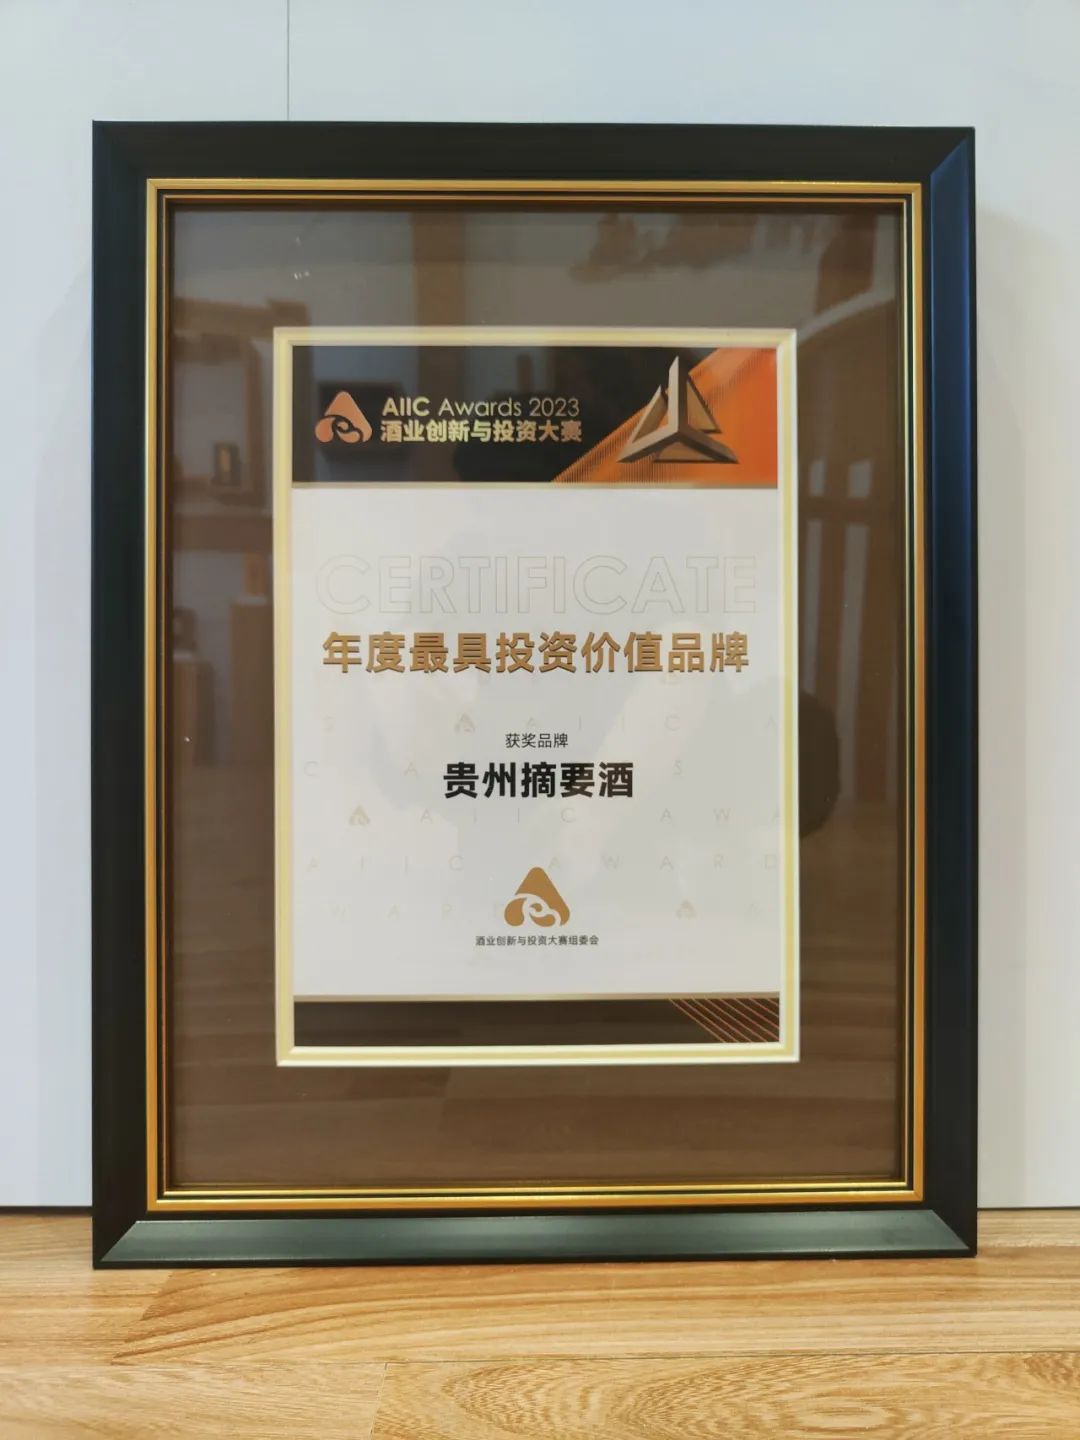 AIIC Awards 2023
酒业创新与投资大赛
CERTIFICATE
年度最具投资价值品牌
获奖品牌
贵州摘要酒
酒业创新与投资大赛组委会